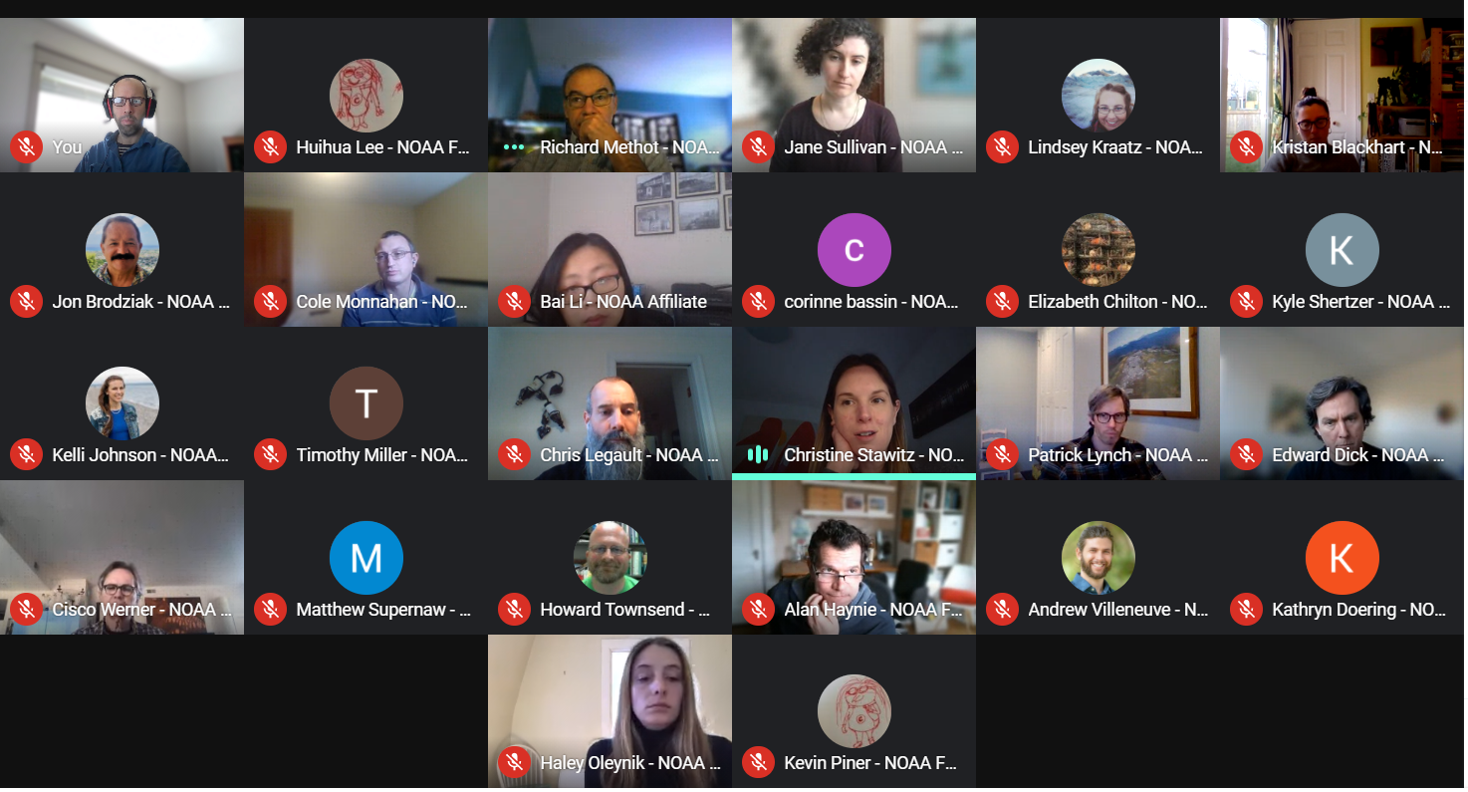 You
Huihua Lee - NOAA F...
Richard Methot - NOA...
Jane Sullivan - NOAA ...
Lindsey Kraatz - NOA...
Kristan Blackhart - N...
Jon Brodziak - NOAA ...
Cole Monnahan - NO...
Bai Li - NOAA Affiliate
c
corinne bassin - NOA...
Elizabeth Chilton - NO...
K
Kyle Shertzer - NOAA ...
Kelli Johnson - NOAA...
T
Timothy Miller - NOA...
Chris Legault - NOAA ...
Christine Stawitz - NO...
Patrick Lynch - NOAA ...
Edward Dick - NOAA ...
Cisco Werner - NOAA ...
M
Matthew Supernaw - ...
Howard Townsend - ...
Alan Haynie - NOAA F...
Andrew Villeneuve - N...
K
Kathryn Doering - NO...
Haley Oleynik - NOAA ...
Kevin Piner - NOAA F...